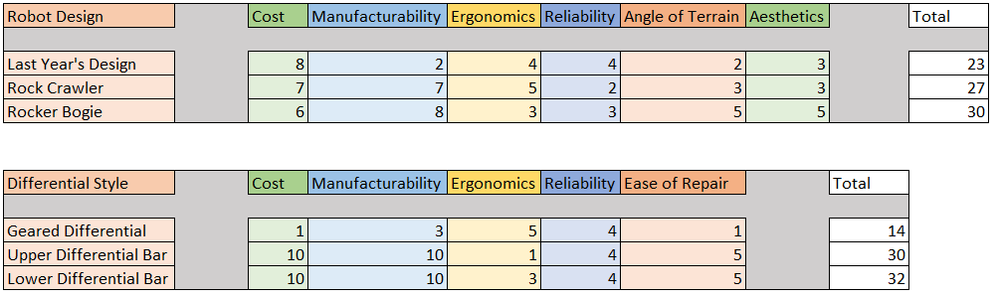 Robot Design Cost Manufacturability Ergonomics Reliability Angle of Terrain Aesthetics Total
Last Year's Design 8 2 4 4 2 3 23
Rock Crawler 7 7 5 2 3 3 27
Rocker Bogie 6 8 3 3 5 5 30
Differential Style Cost Manufacturability Ergonomics Reliability Ease of Repair Total
Geared Differential 1 3 5 4 1 14
Upper Differential Bar 10 10 1 4 5 30
Lower Differential Bar 10 10 3 4 5 32